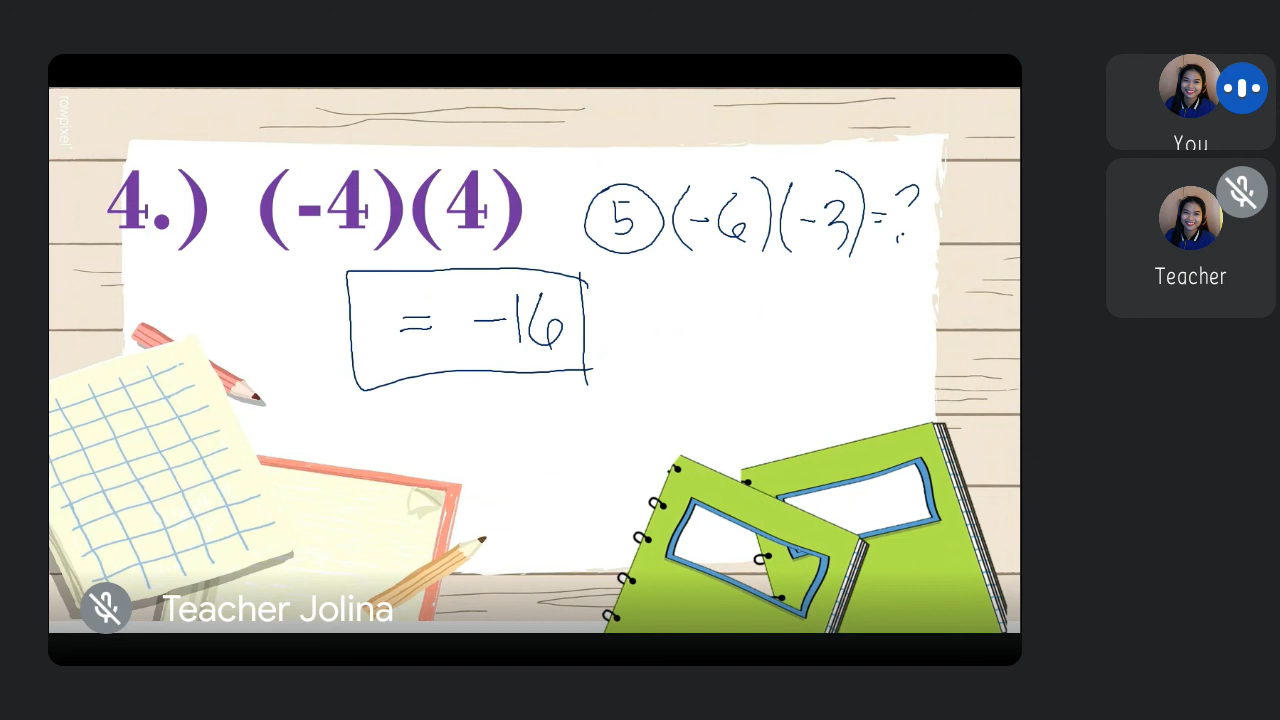 rawpixel
4.) (-4)(4)
⑤ (-6)(-3)=?
= -16
Teacher Jolina
You
Teacher